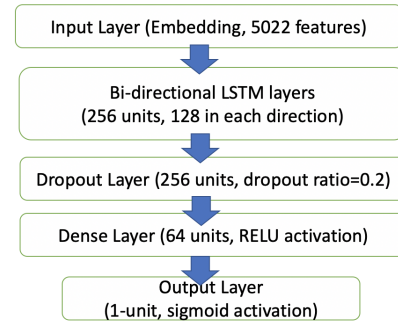 Input Layer (Embedding, 5022 features)
Bi-directional LSTM layers
(256 units, 128 in each direction)
Dropout Layer (256 units, dropout ratio=0.2)
Dense Layer (64 units, RELU activation)
Output Layer
(1-unit, sigmoid activation)